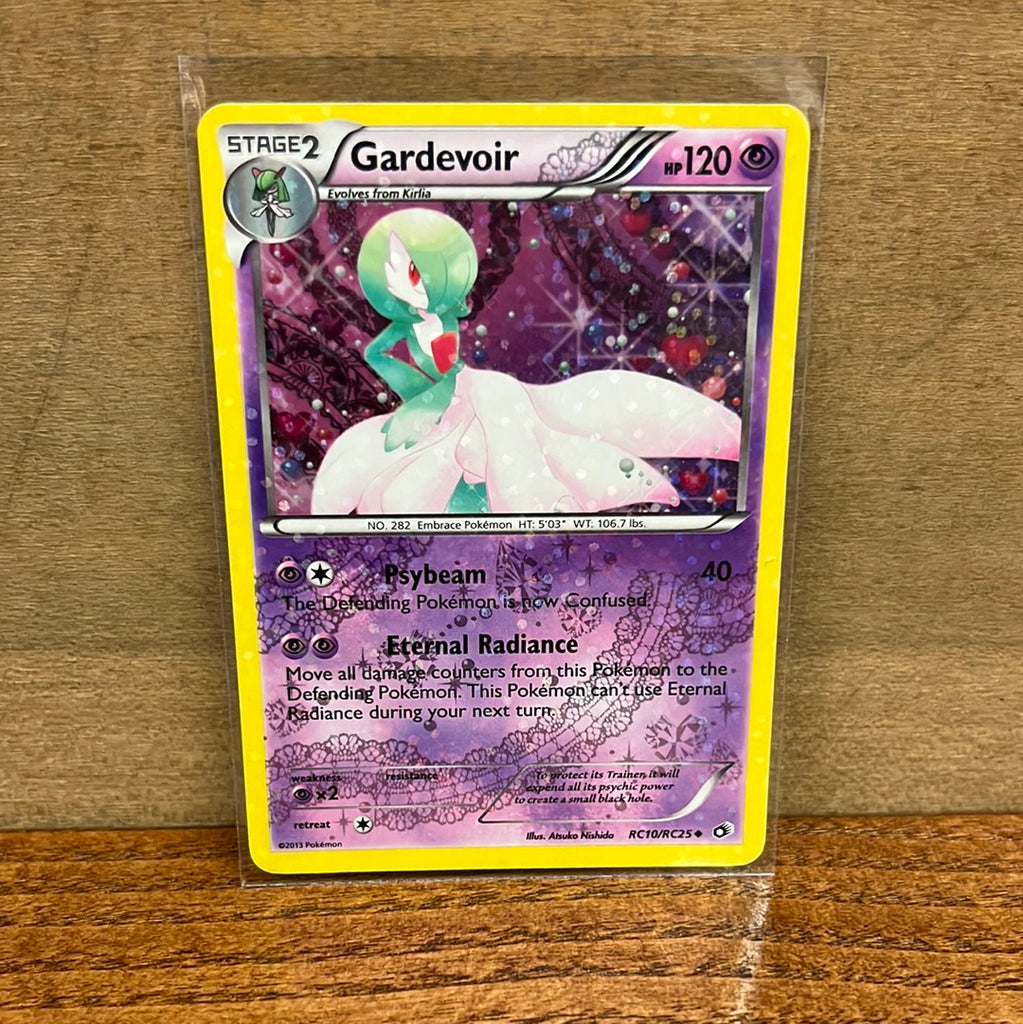 STAGE2 Gardevoir HP120
Evolves from Kirlia
NO. 282 Embrace Pokémon HT: 5'03" WT: 106.7 lbs.
Psybeam 40
The Defending Pokémon is now Confused.
Eternal Radiance
Move all damage counters from this Pokémon to the
Defending Pokémon. This Pokémon can't use Eternal
Radiance during your next turn.
weakness resistance
×2
To protect its Trainer, it will
expend all its psychic power
to create a small black hole.
retreat
Illus. Atsuko Nishida RC10/RC25
©2013 Pokémon